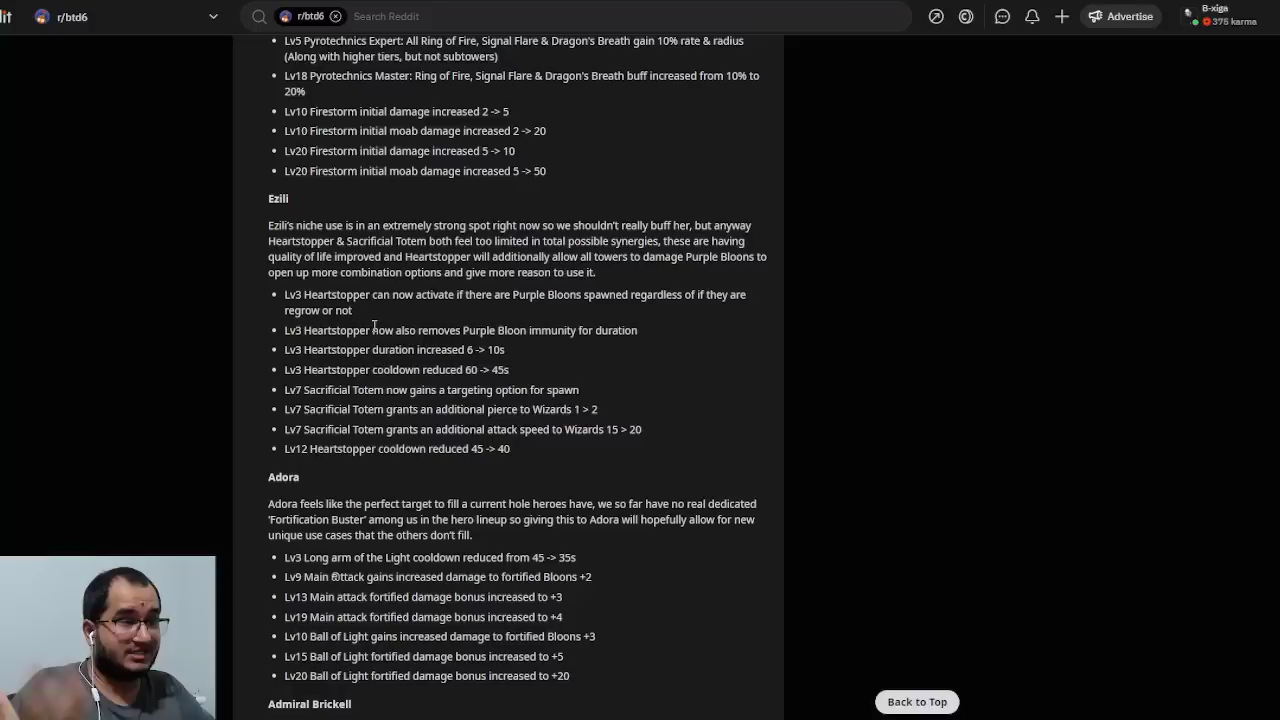 it
r/btd6
r/btd6
Search Reddit
Advertise
B-xiga
375 karma
Lv5 Pyrotechnics Expert: All Ring of Fire, Signal Flare & Dragon's Breath gain 10% rate & radius
(Along with higher tiers, but not subtowers)
Lv18 Pyrotechnics Master: Ring of Fire, Signal Flare & Dragon's Breath buff increased from 10% to
20%
Lv10 Firestorm initial damage increased 2 -> 5
Lv10 Firestorm initial moab damage increased 2 -> 20
Lv20 Firestorm initial damage increased 5 -> 10
Lv20 Firestorm initial moab damage increased 5 -> 50
Ezili
Ezili's niche use is in an extremely strong spot right now so we shouldn't really buff her, but anyway
Heartstopper & Sacrificial Totem both feel too limited in total possible synergies, these are having
quality of life improved and Heartstopper will additionally allow all towers to damage Purple Bloons to
open up more combination options and give more reason to use it.
Lv3 Heartstopper can now activate if there are Purple Bloons spawned regardless of if they are
regrow or not
Lv3 Heartstopper now also removes Purple Bloon immunity for duration
Lv3 Heartstopper duration increased 6 -> 10s
Lv3 Heartstopper cooldown reduced 60 -> 45s
Lv7 Sacrificial Totem now gains a targeting option for spawn
Lv7 Sacrificial Totem grants an additional pierce to Wizards 1 > 2
Lv7 Sacrificial Totem grants an additional attack speed to Wizards 15 > 20
Lv12 Heartstopper cooldown reduced 45 -> 40
Adora
Adora feels like the perfect target to fill a current hole heroes have, we so far have no real dedicated
'Fortification Buster' among us in the hero lineup so giving this to Adora will hopefully allow for new
unique use cases that the others don't fill.
Lv3 Long arm of the Light cooldown reduced from 45 -> 35s
Lv9 Main attack gains increased damage to fortified Bloons +2
Lv13 Main attack fortified damage bonus increased to +3
Lv19 Main attack fortified damage bonus increased to +4
Lv10 Ball of Light gains increased damage to fortified Bloons +3
Lv15 Ball of Light fortified damage bonus increased to +5
Lv20 Ball of Light fortified damage bonus increased to +20
Admiral Brickell
Back to Top